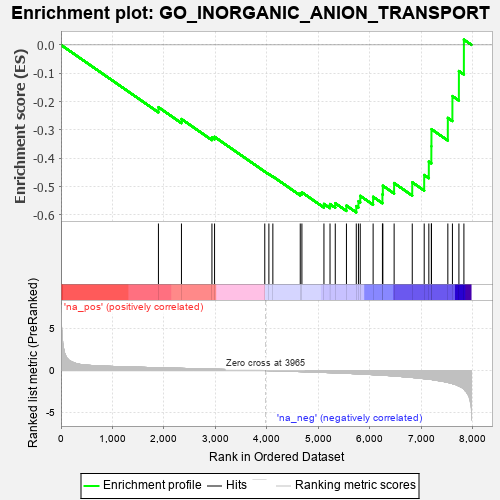 Enrichment plot: GO_INORGANIC_ANION_TRANSPORT
Enrichment score (ES)
0.0
-0.1
-0.2
-0.3
-0.4
-0.5
-0.6
'na_pos' (positively correlated)
Ranked list metric (PreRanked)
5
0
-5
Zero cross at 3965
'na_neg' (negatively correlated)
0
1,000
2,000
3,000
4,000
5,000
6,000
7,000
8,000
Rank in Ordered Dataset
Enrichment profile
Hits
Ranking metric scores